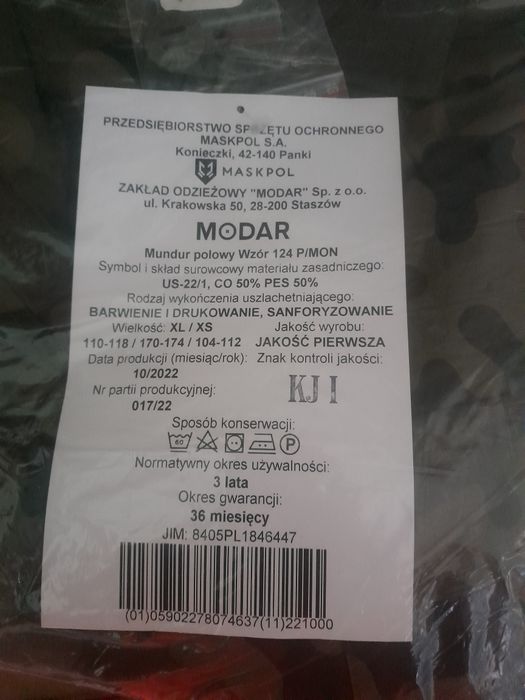 PRZEDSIĘBIORSTWO SPRZĘTU OCHRONNEGO
MASKPOL S.A.
Konieczki, 42-140 Panki
MASKPOL
ZAKŁAD ODZIEŻOWY "MODAR" Sp. z o.o.
ul. Krakowska 50, 28-200 Staszów
MODAR
Mundur polowy Wzór 124 P/MON
Symbol i skład surowcowy materiału zasadniczego:
US-22/1, CO 50% PES 50%
Rodzaj wykończenia uszlachetniającego:
BARWIENIE I DRUKOWANIE, SANFORYZOWANIE
Wielkość: XL / XS
110-118 / 170-174 / 104-112
Jakość wyrobu:
JAKOŚĆ PIERWSZA
Data produkcji (miesiąc/rok):
10/2022
Znak kontroli jakości:
KJ I
Nr partii produkcyjnej:
017/22
Sposób konserwacji:
60 P
Normatywny okres używalności:
3 lata
Okres gwarancji:
36 miesięcy
JIM: 8405PL1846447
(01)05902278074637(11)221000